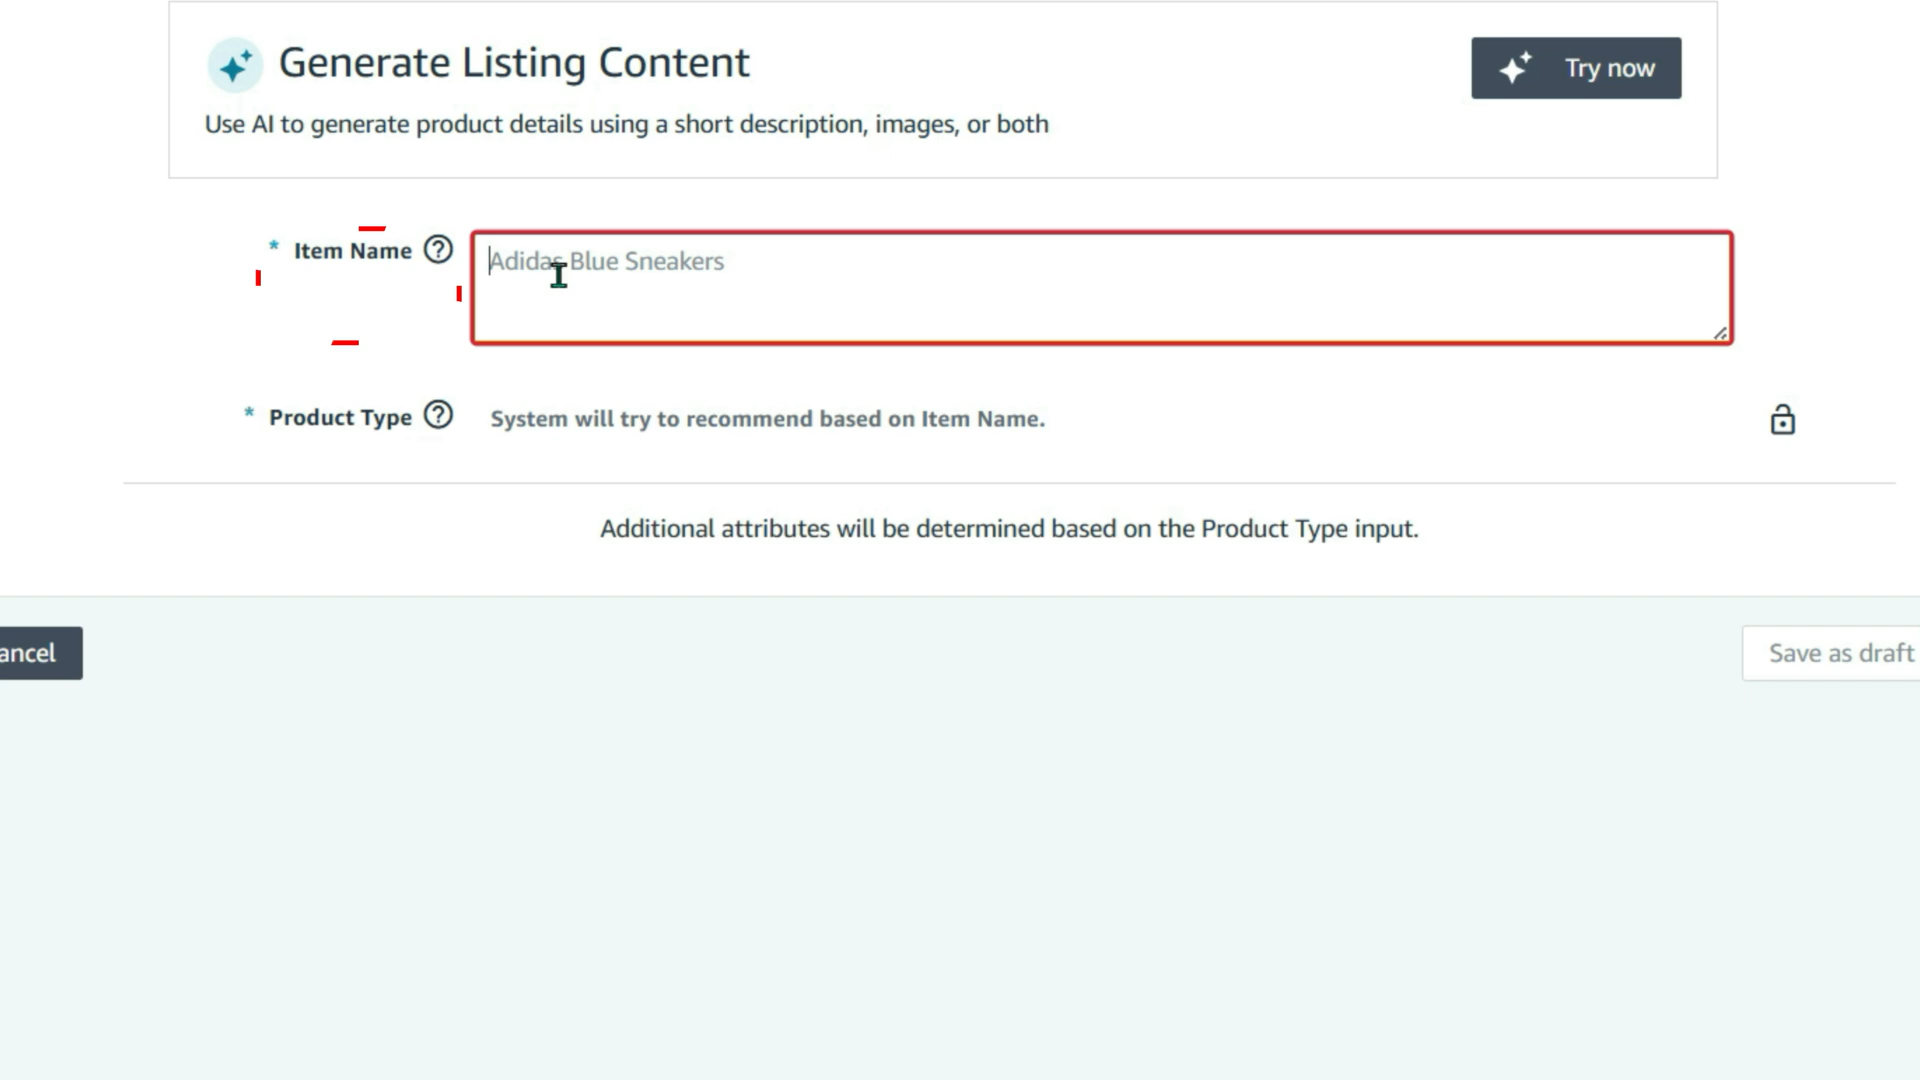 Generate Listing Content
Try now
Use AI to generate product details using a short description, images, or both
* Item Name ?
Adidas Blue Sneakers
* Product Type ?
System will try to recommend based on Item Name.
Additional attributes will be determined based on the Product Type input.
ancel
Save as draft